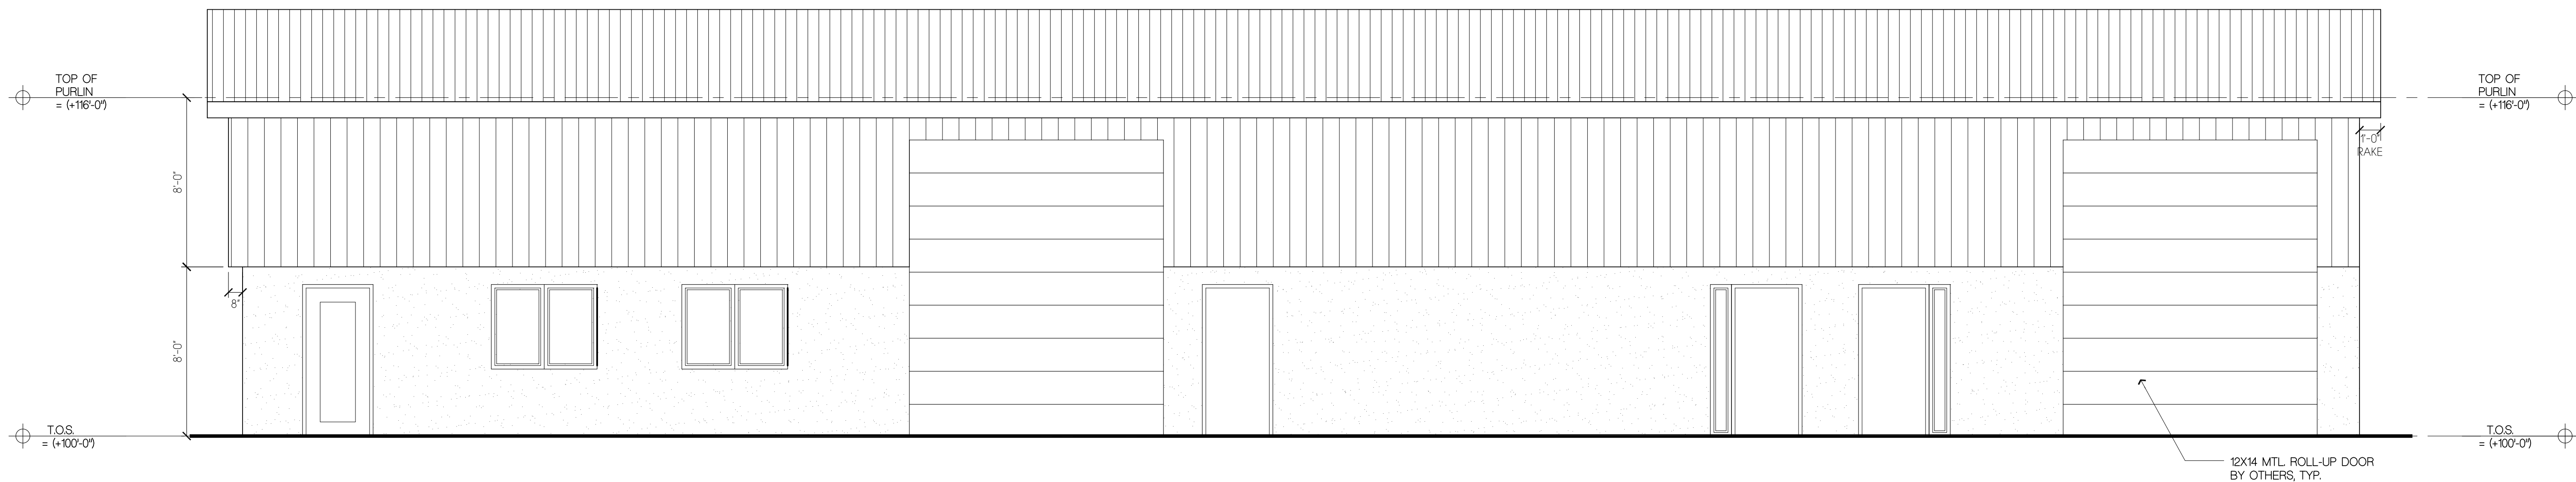 TOP OF
PURLIN
= (+116'-0")
TOP OF
PURLIN
= (+116'-0")
1'-0"
RAKE
8'-0"
8"
8'-0"
T.O.S.
= (+100'-0")
T.O.S.
= (+100'-0")
12X14 MTL. ROLL-UP DOOR
BY OTHERS, TYP.